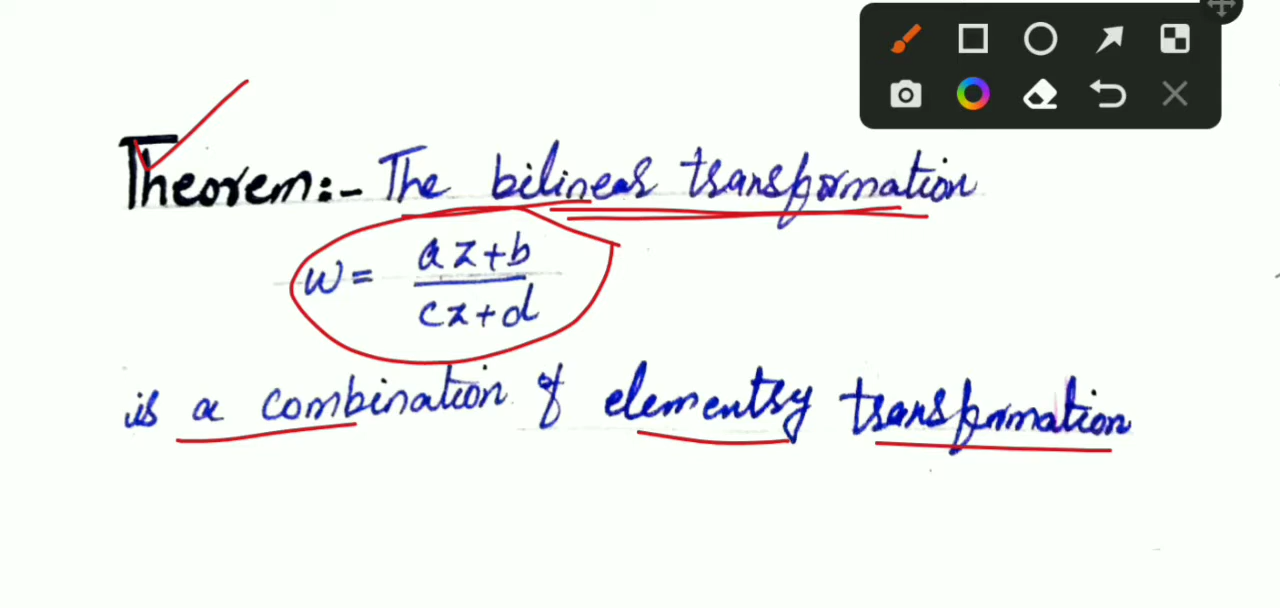 Theorem:- The bilinear transformation
w = az+b
cz+d
is a combination of elementry transformation